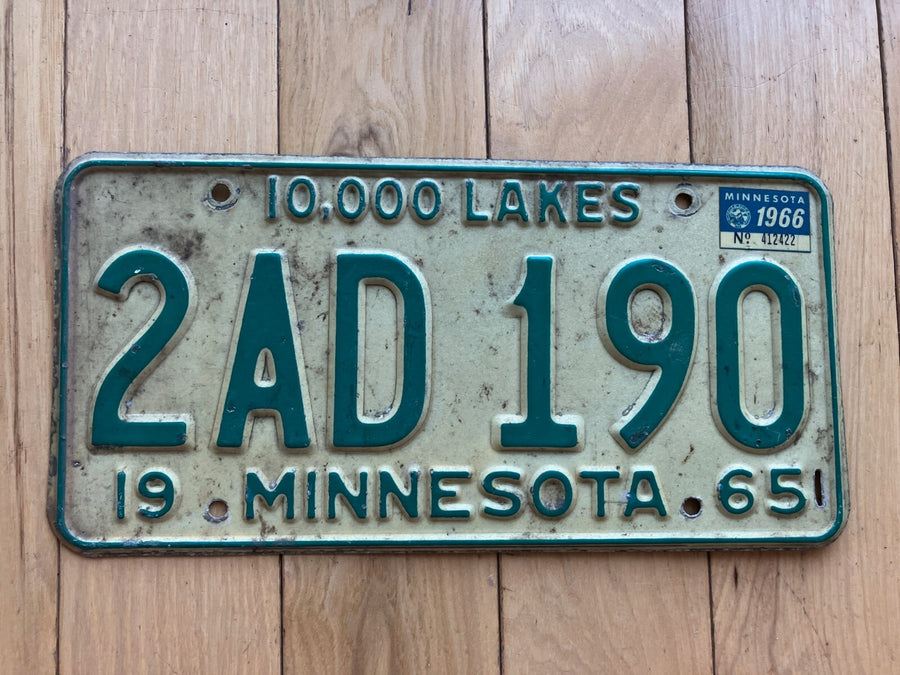 10,000 LAKES
MINNESOTA
1966
No. 412422
2AD 190
19 MINNESOTA 65